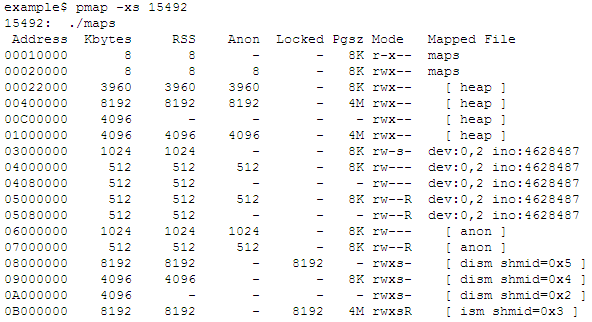 example$ pmap -xs 15492
15492:  ./maps
 Address  Kbytes     RSS    Anon  Locked Pgsz Mode   Mapped File
00010000       8       8       -       -   8K r-x--  maps
00020000       8       8       8       -   8K rwx--  maps
00022000    3960    3960    3960       -   8K rwx--    [ heap ]
00400000    8192    8192    8192       -   4M rwx--    [ heap ]
00C00000    4096       -       -       -    - rwx--    [ heap ]
01000000    4096    4096    4096       -   4M rwx--    [ heap ]
03000000    1024    1024       -       -   8K rw-s-  dev:0,2 ino:4628487
04000000     512     512     512       -   8K rw---  dev:0,2 ino:4628487
04080000     512     512       -       -    - rw---  dev:0,2 ino:4628487
05000000     512     512     512       -   8K rw--R  dev:0,2 ino:4628487
05080000     512     512       -       -    - rw--R  dev:0,2 ino:4628487
06000000    1024    1024    1024       -   8K rw---    [ anon ]
07000000     512     512     512       -   8K rw--R    [ anon ]
08000000    8192    8192       -    8192    - rwxs-    [ dism shmid=0x5 ]
09000000    4096    4096       -       -   8K rwxs-    [ dism shmid=0x4 ]
0A000000    4096       -       -       -    - rwxs-    [ dism shmid=0x2 ]
0B000000    8192    8192       -    8192   4M rwxsR    [ ism shmid=0x3 ]